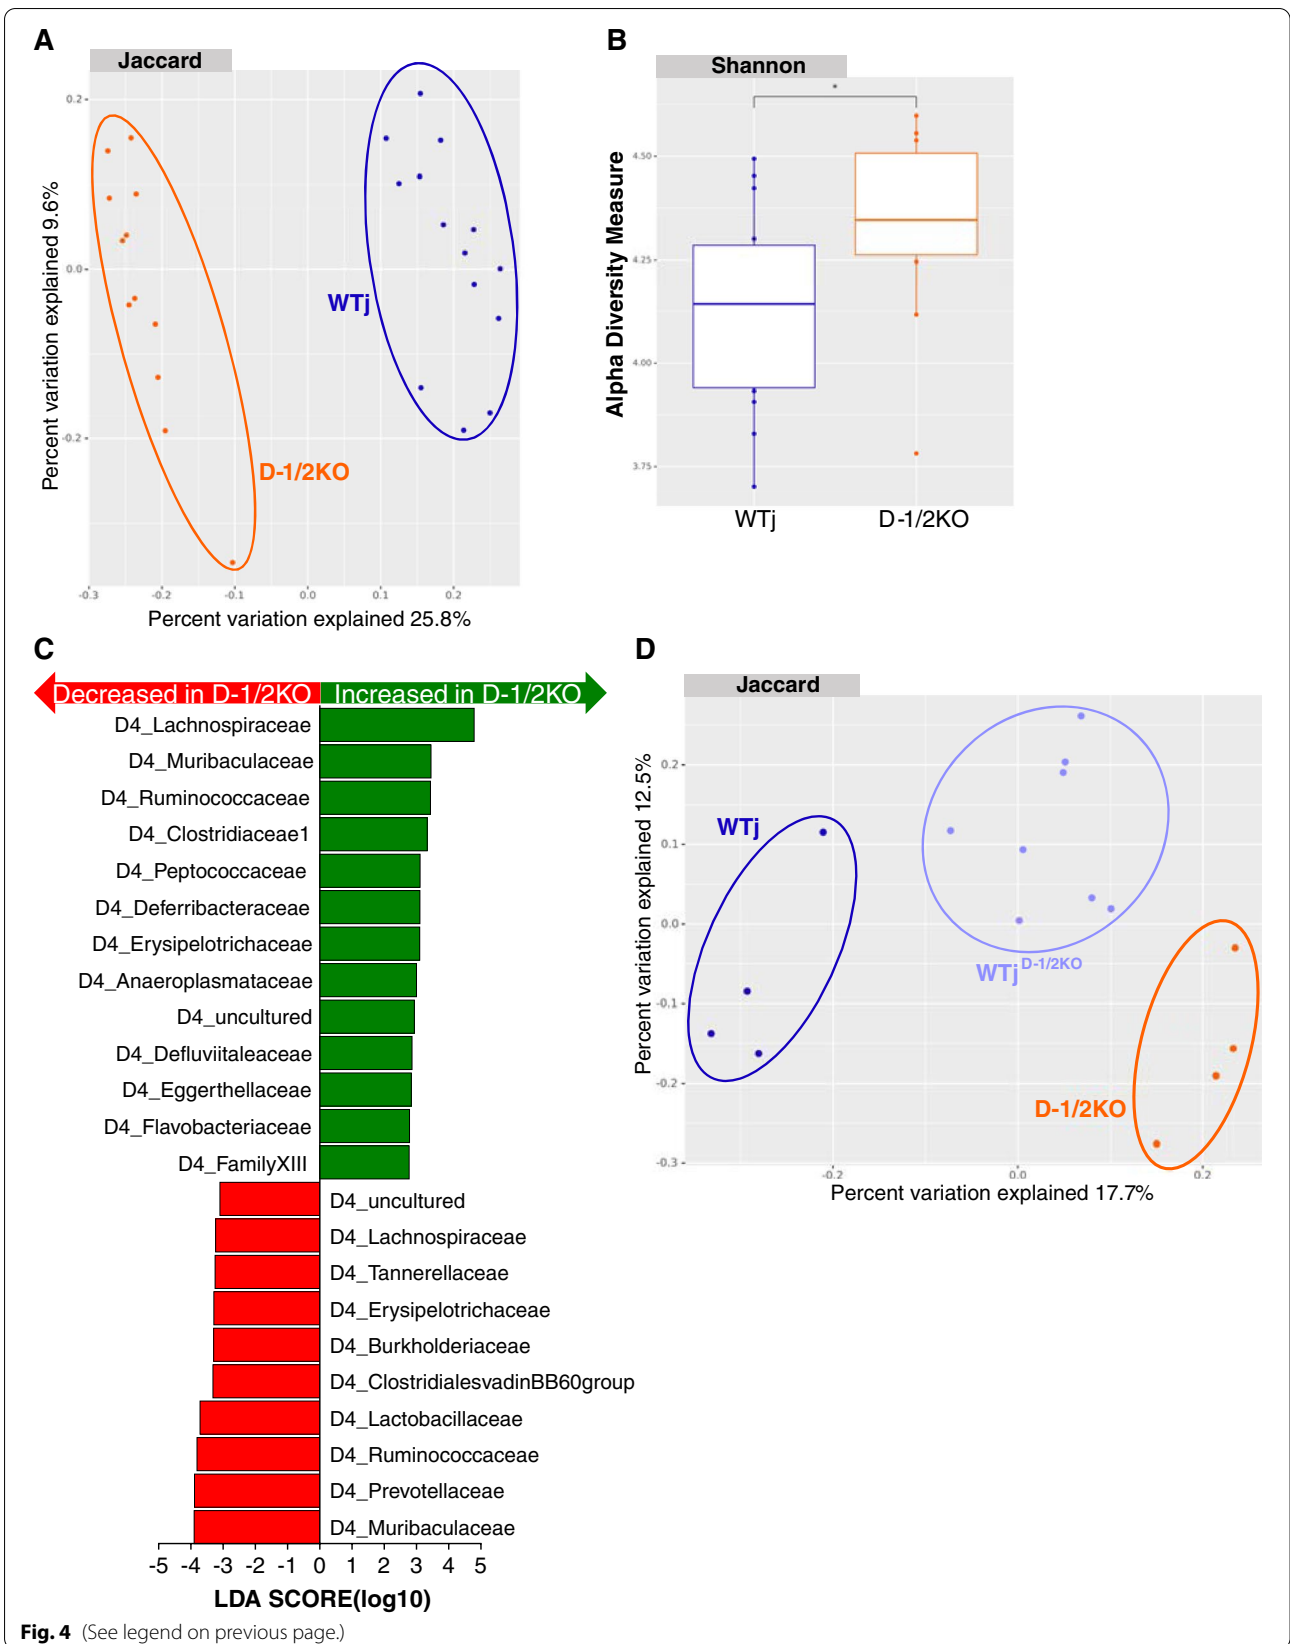 A
Jaccard
0.2
0.0
-0.2
-0.3
-0.2
-0.1
0.0
0.1
0.2
Percent variation explained 9.6%
Percent variation explained 25.8%
WTj
D-1/2KO
B
Shannon
*
4.50
4.25
4.00
3.75
Alpha Diversity Measure
WTj
D-1/2KO
C
Decreased in D-1/2KO
Increased in D-1/2KO
D4_Lachnospiraceae
D4_Muribaculaceae
D4_Ruminococcaceae
D4_Clostridiaceae1
D4_Peptococcaceae
D4_Deferribacteraceae
D4_Erysipelotrichaceae
D4_Anaeroplasmataceae
D4_uncultured
D4_Defluviitaleaceae
D4_Eggerthellaceae
D4_Flavobacteriaceae
D4_FamilyXIII
D4_uncultured
D4_Lachnospiraceae
D4_Tannerellaceae
D4_Erysipelotrichaceae
D4_Burkholderiaceae
D4_ClostridialesvadinBB60group
D4_Lactobacillaceae
D4_Ruminococcaceae
D4_Prevotellaceae
D4_Muribaculaceae
-5 -4 -3 -2 -1 0 1 2 3 4 5
LDA SCORE(log10)
D
Jaccard
0.2
0.1
0.0
-0.1
-0.2
-0.3
-0.2
0.0
0.2
Percent variation explained 12.5%
Percent variation explained 17.7%
WTj
WTj D-1/2KO
D-1/2KO
Fig. 4 (See legend on previous page.)